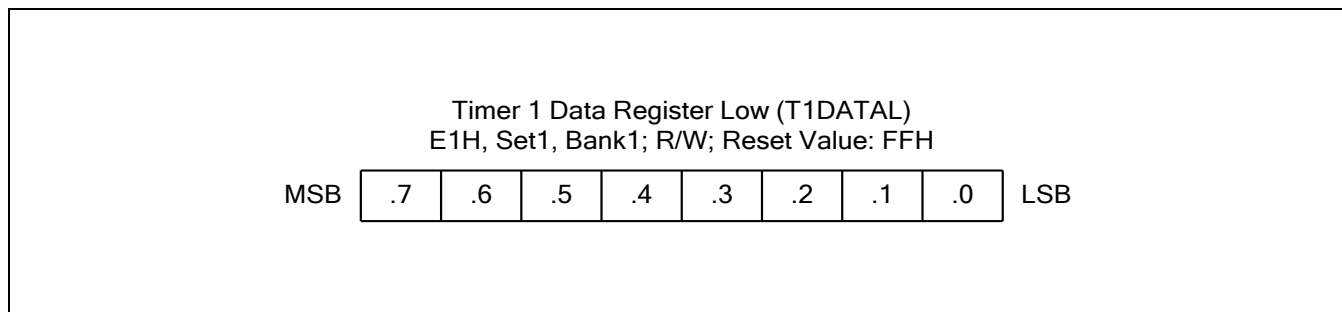 Timer 1 Data Register Low (T1DATAL)
E1H, Set1, Bank1; R/W; Reset Value: FFH
MSB .7 .6 .5 .4 .3 .2 .1 .0 LSB